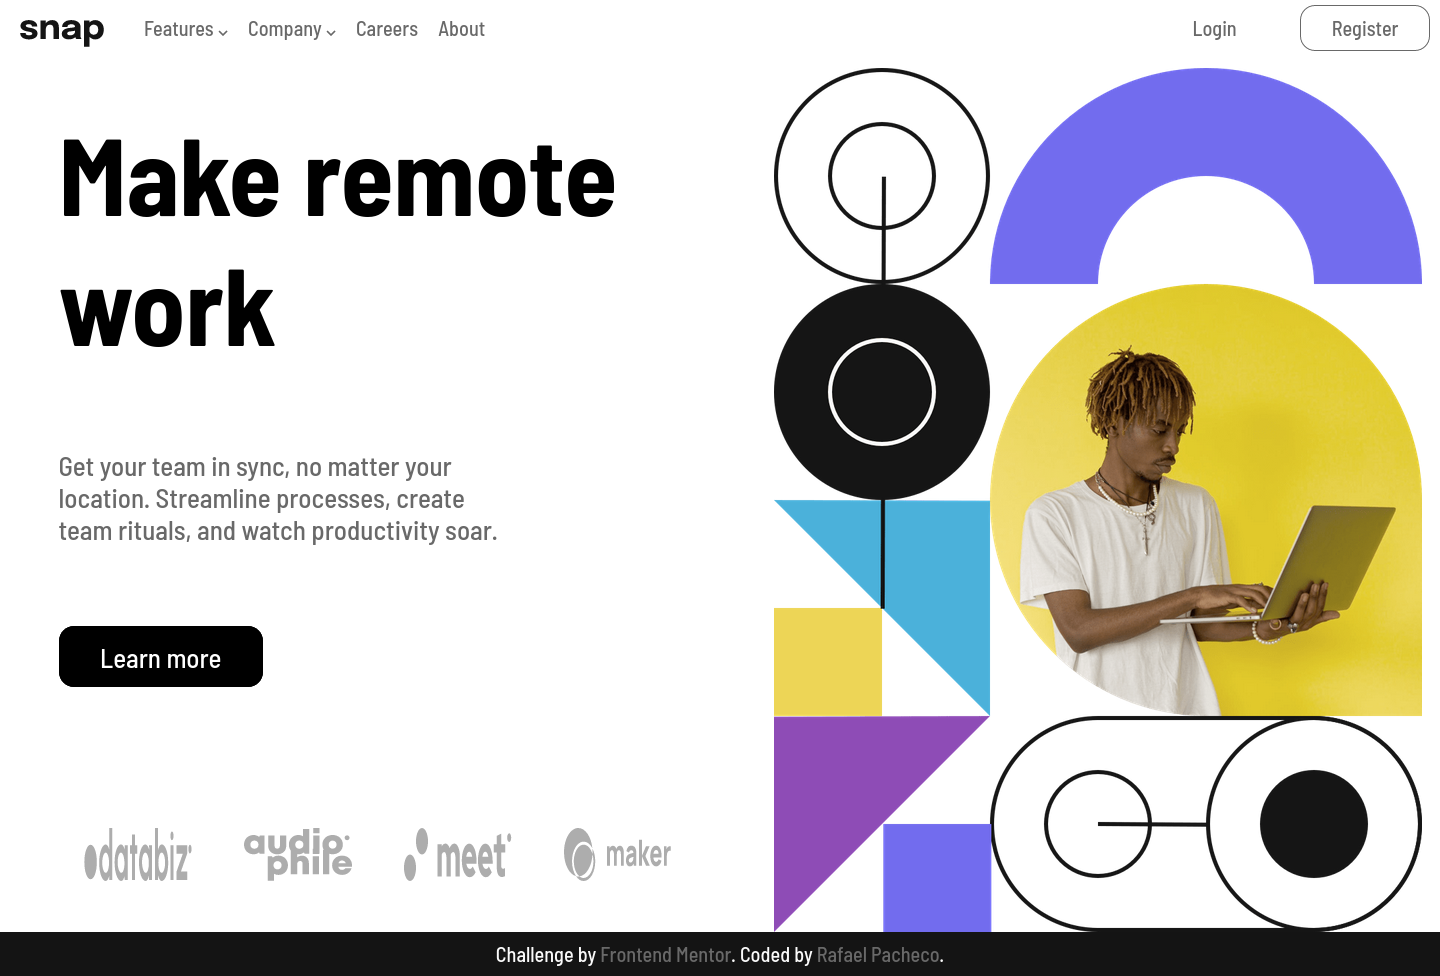 snap Features Company Careers About Login Register
Make remote
work
Get your team in sync, no matter your
location. Streamline processes, create
team rituals, and watch productivity soar.
Learn more
databiz audiophile meet maker
Challenge by Frontend Mentor. Coded by Rafael Pacheco.